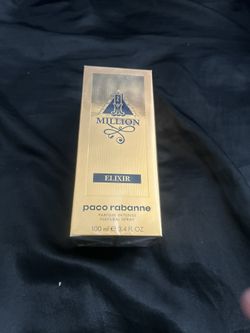 1
MILLION
ELIXIR
paco rabanne
PARFUM INTENSE
NATURAL SPRAY
100 ml ℮ 3.4 FL OZ